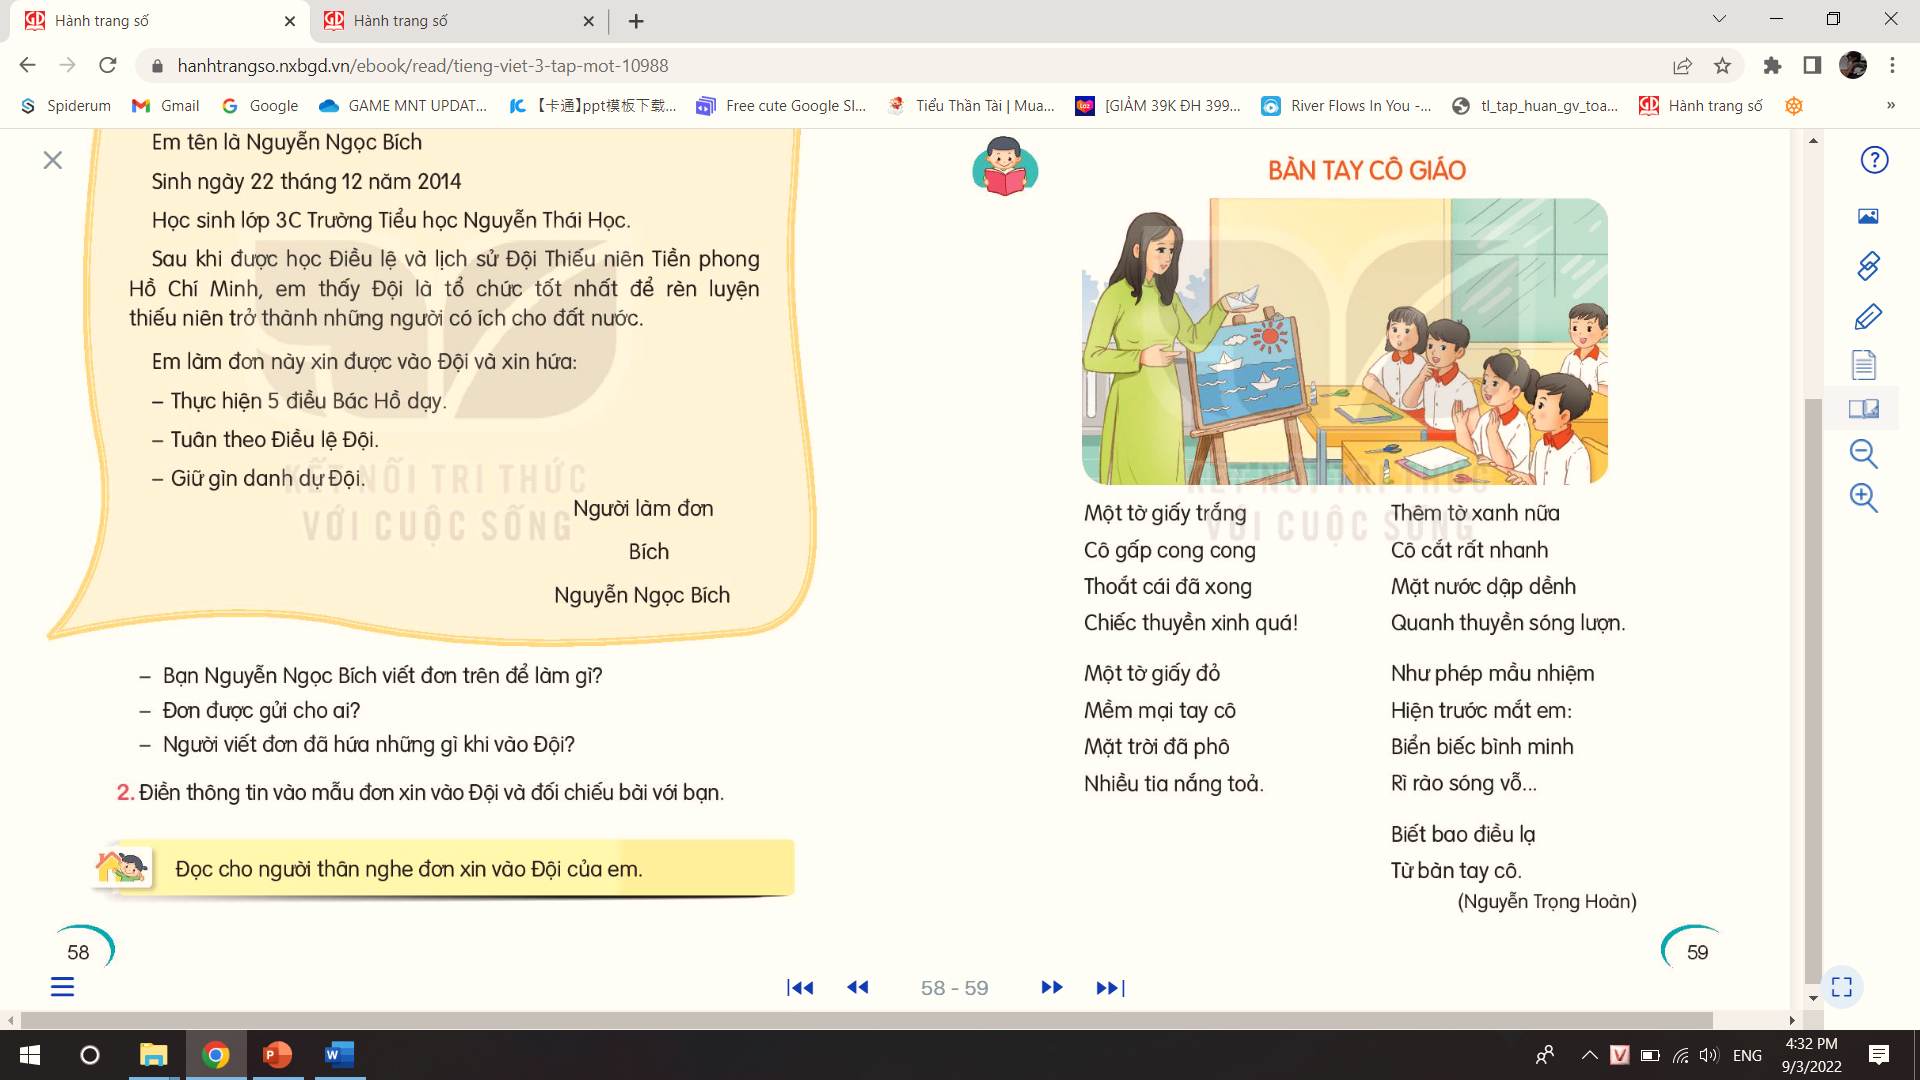 Hành trang số
Hành trang số
hanhtrangso.nxbgd.vn/ebook/read/tieng-viet-3-tap-mot-10988
Spiderum
Gmail
Google
GAME MNT UPDAT...
【卡通】ppt模板下载...
Free cute Google Sl...
Tiểu Thần Tài | Mua...
[GIẢM 39K ĐH 399...
River Flows In You -...
tl_tap_huan_gv_toa...
Hành trang số
»
Em tên là Nguyễn Ngọc Bích
Sinh ngày 22 tháng 12 năm 2014
Học sinh lớp 3C Trường Tiểu học Nguyễn Thái Học.
Sau khi được học Điều lệ và lịch sử Đội Thiếu niên Tiền phong
Hồ Chí Minh, em thấy Đội là tổ chức tốt nhất để rèn luyện
thiếu niên trở thành những người có ích cho đất nước.
Em làm đơn này xin được vào Đội và xin hứa:
– Thực hiện 5 điều Bác Hồ dạy.
– Tuân theo Điều lệ Đội.
– Giữ gìn danh dự Đội.
KẾT NỐI TRI THỨC
VỚI CUỘC SỐNG
Người làm đơn
Bích
Nguyễn Ngọc Bích
– Bạn Nguyễn Ngọc Bích viết đơn trên để làm gì?
– Đơn được gửi cho ai?
– Người viết đơn đã hứa những gì khi vào Đội?
2. Điền thông tin vào mẫu đơn xin vào Đội và đối chiếu bài với bạn.
Đọc cho người thân nghe đơn xin vào Đội của em.
58
BÀN TAY CÔ GIÁO
KẾT NỐI TRI THỨC
VỚI CUỘC SỐNG
Một tờ giấy trắng
Cô gấp cong cong
Thoắt cái đã xong
Chiếc thuyền xinh quá!
Một tờ giấy đỏ
Mềm mại tay cô
Mặt trời đã phô
Nhiều tia nắng toả.
Thêm tờ xanh nữa
Cô cắt rất nhanh
Mặt nước dập dềnh
Quanh thuyền sóng lượn.
Như phép mầu nhiệm
Hiện trước mắt em:
Biển biếc bình minh
Rì rào sóng vỗ...
Biết bao điều lạ
Từ bàn tay cô.
(Nguyễn Trọng Hoàn)
59
58 - 59
ENG
4:32 PM
9/3/2022